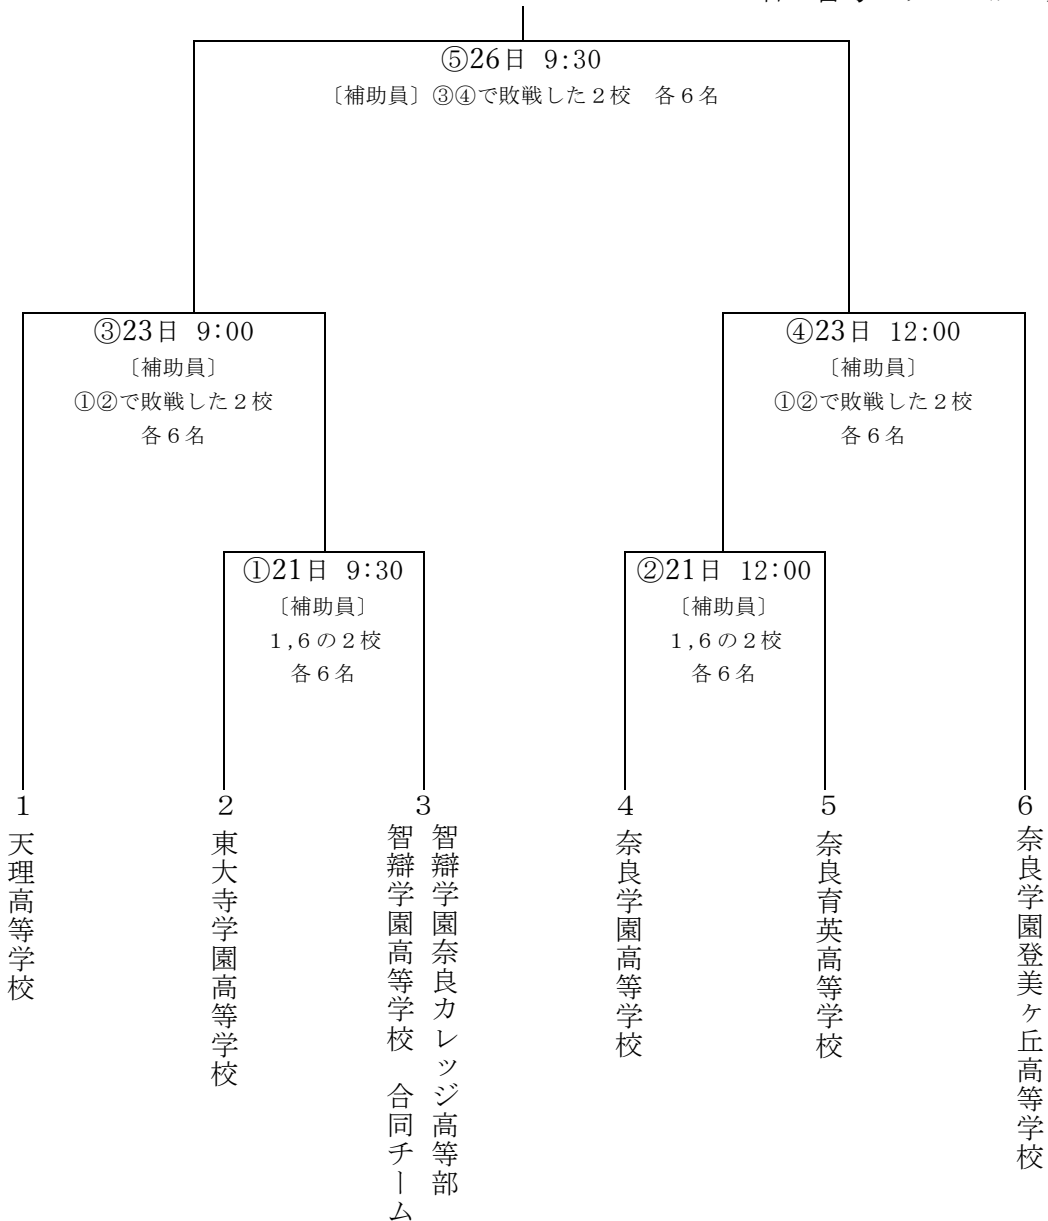 ⑤26日 9:30
〔補助員〕③④で敗戦した２校　各６名
③23日 9:00
〔補助員〕
①②で敗戦した２校
各６名
④23日 12:00
〔補助員〕
①②で敗戦した２校
各６名
①21日 9:30
〔補助員〕
１,６の２校
各６名
②21日 12:00
〔補助員〕
１,６の２校
各６名
1
天理高等学校
2
東大寺学園高等学校
3
智辯学園奈良カレッジ高等部
智辯学園高等学校　合同チーム
4
奈良学園高等学校
5
奈良育英高等学校
6
奈良学園登美ヶ丘高等学校